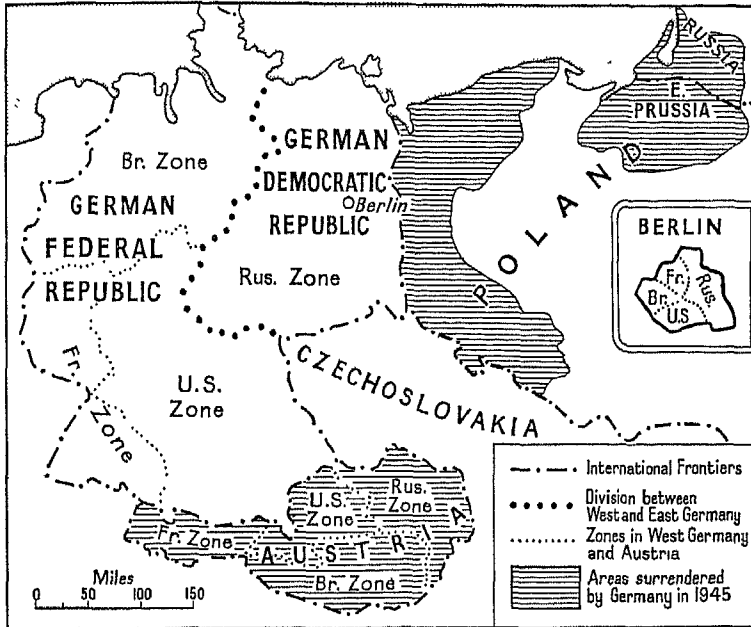 RUSSIA
E.
PRUSSIA
Br. Zone
GERMAN
FEDERAL
REPUBLIC
GERMAN
DEMOCRATIC
Berlin
REPUBLIC
Rus. Zone
POLAND
BERLIN
Fr.
Rus.
Br.
U.S
Fr. Zone
U.S.
Zone
CZECHOSLOVAKIA
U.S.
Zone
Rus.
Zone
Fr. Zone
AUSTRIA
Br. Zone
Miles
0 50 100 150
International Frontiers
Division between
West and East Germany
Zones in West Germany
and Austria
Areas surrendered
by Germany in 1945